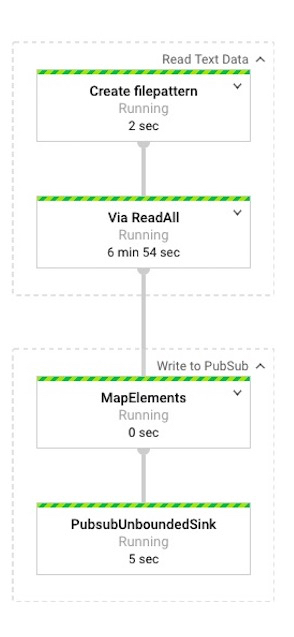 Read Text Data
Create filepattern
Running
2 sec
Via ReadAll
Running
6 min 54 sec
Write to PubSub
MapElements
Running
0 sec
PubsubUnboundedSink
Running
5 sec